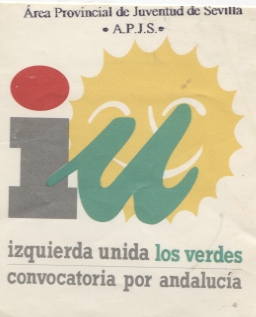 Área Provincial de Juventud de Sevilla
• A.P.J.S.•
iu
izquierda unida los verdes
convocatoria por andalucía